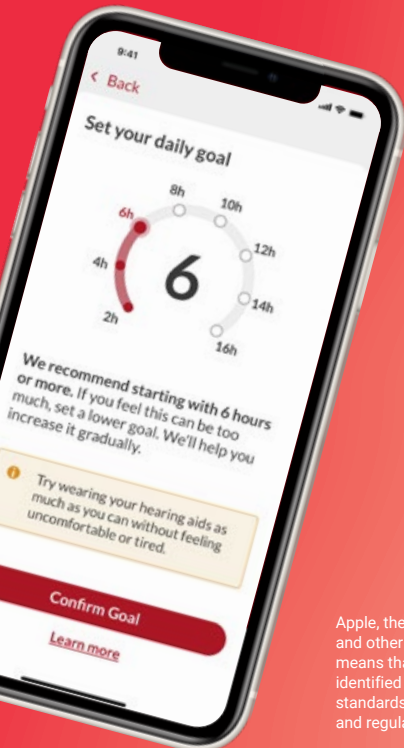 9:41
< Back
Set your daily goal
8h
10h
6h
12h
4h
6
14h
2h
16h
We recommend starting with 6 hours
or more. If you feel this can be too
much, set a lower goal. We'll help you
increase it gradually.
Try wearing your hearing aids as
much as you can without feeling
uncomfortable or tired.
Confirm Goal
Learn more
Apple, the
and other
means tha
identified
standards
and regula